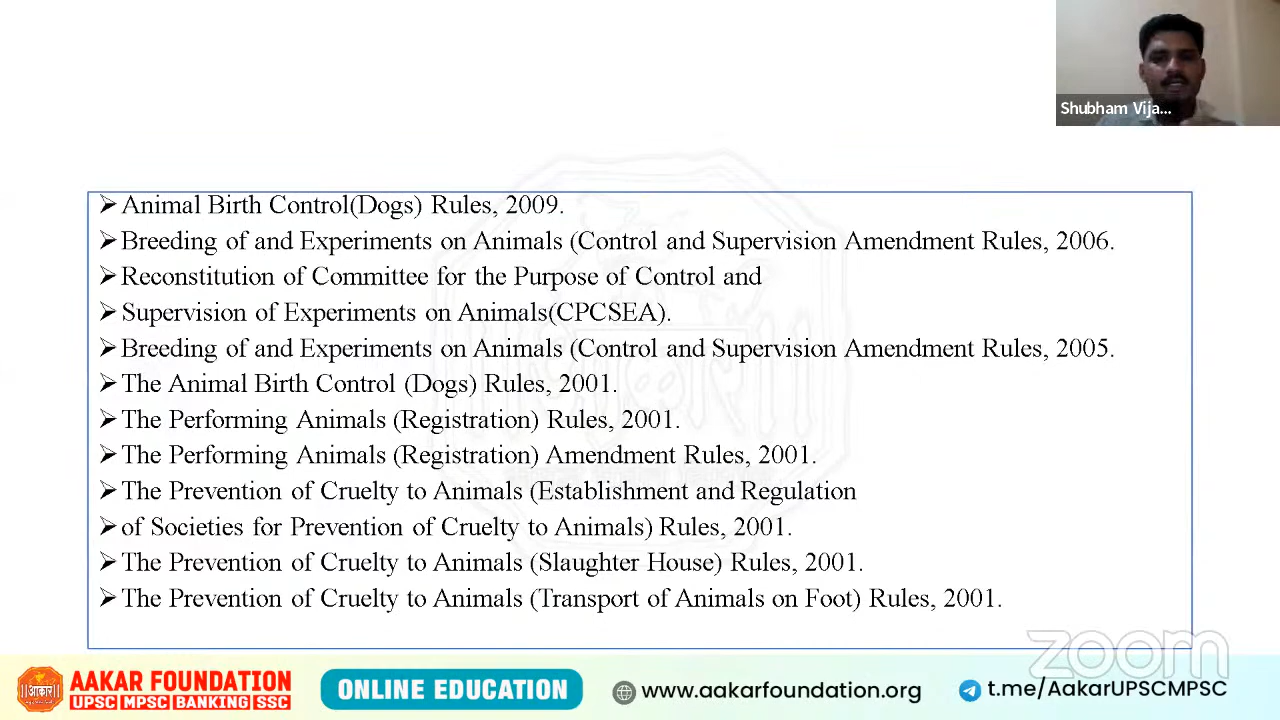 Shubham Vija...
➢Animal Birth Control(Dogs) Rules, 2009.
➢Breeding of and Experiments on Animals (Control and Supervision Amendment Rules, 2006.
➢Reconstitution of Committee for the Purpose of Control and
➢Supervision of Experiments on Animals(CPCSEA).
➢Breeding of and Experiments on Animals (Control and Supervision Amendment Rules, 2005.
➢The Animal Birth Control (Dogs) Rules, 2001.
➢The Performing Animals (Registration) Rules, 2001.
➢The Performing Animals (Registration) Amendment Rules, 2001.
➢The Prevention of Cruelty to Animals (Establishment and Regulation
➢of Societies for Prevention of Cruelty to Animals) Rules, 2001.
➢The Prevention of Cruelty to Animals (Slaughter House) Rules, 2001.
➢The Prevention of Cruelty to Animals (Transport of Animals on Foot) Rules, 2001.
zoom
आकार
AAKAR FOUNDATION
UPSC MPSC BANKING SSC
ONLINE EDUCATION
www.aakarfoundation.org
t.me/AakarUPSCMPSC